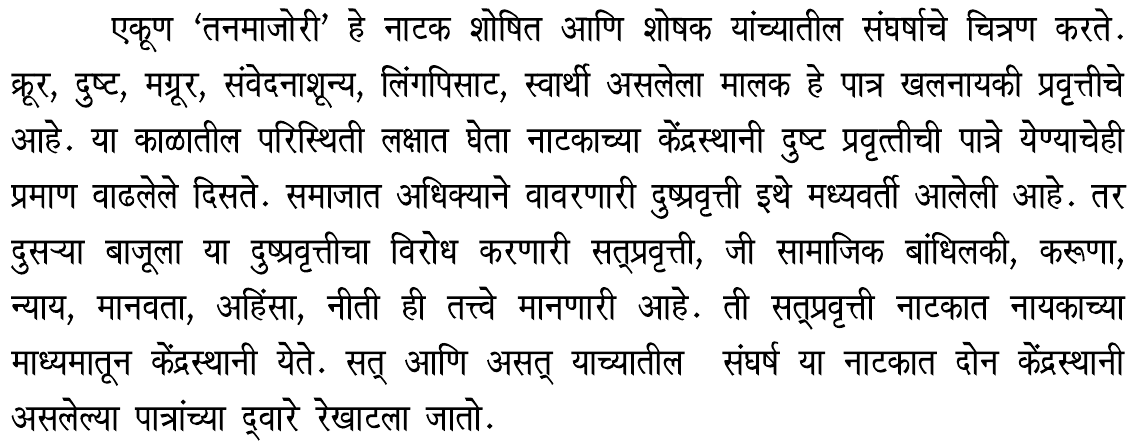 एकूण ‘तनमाजोरी’ हे नाटक शोषित आणि शोषक यांच्यातील संघर्षाचे चित्रण करते.
क्रूर, दुष्ट, मग्रूर, संवेदनाशून्य, लिंगपिसाट, स्वार्थी असलेला मालक हे पात्र खलनायकी प्रवृत्तीचे
आहे. या काळातील परिस्थिती लक्षात घेता नाटकाच्या केंद्रस्थानी दुष्ट प्रवृत्तीची पात्रे येण्याचेही
प्रमाण वाढलेले दिसते. समाजात अधिक्याने वावरणारी दुष्प्रवृत्ती इथे मध्यवर्ती आलेली आहे. तर
दुसऱ्या बाजूला या दुष्प्रवृत्तीचा विरोध करणारी सत्‌प्रवृत्ती, जी सामाजिक बांधिलकी, करूणा,
न्याय, मानवता, अहिंसा, नीती ही तत्त्वे मानणारी आहे. ती सत्‌प्रवृत्ती नाटकात नायकाच्या
माध्यमातून केंद्रस्थानी येते. सत् आणि असत् याच्यातील संघर्ष या नाटकात दोन केंद्रस्थानी
असलेल्या पात्रांच्या द्‌वारे रेखाटला जातो.